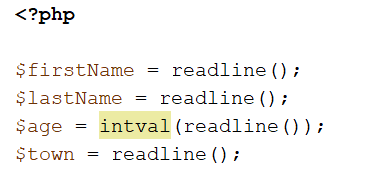 <?php
$firstName = readline();
$lastName = readline();
$age = intval(readline());
$town = readline();